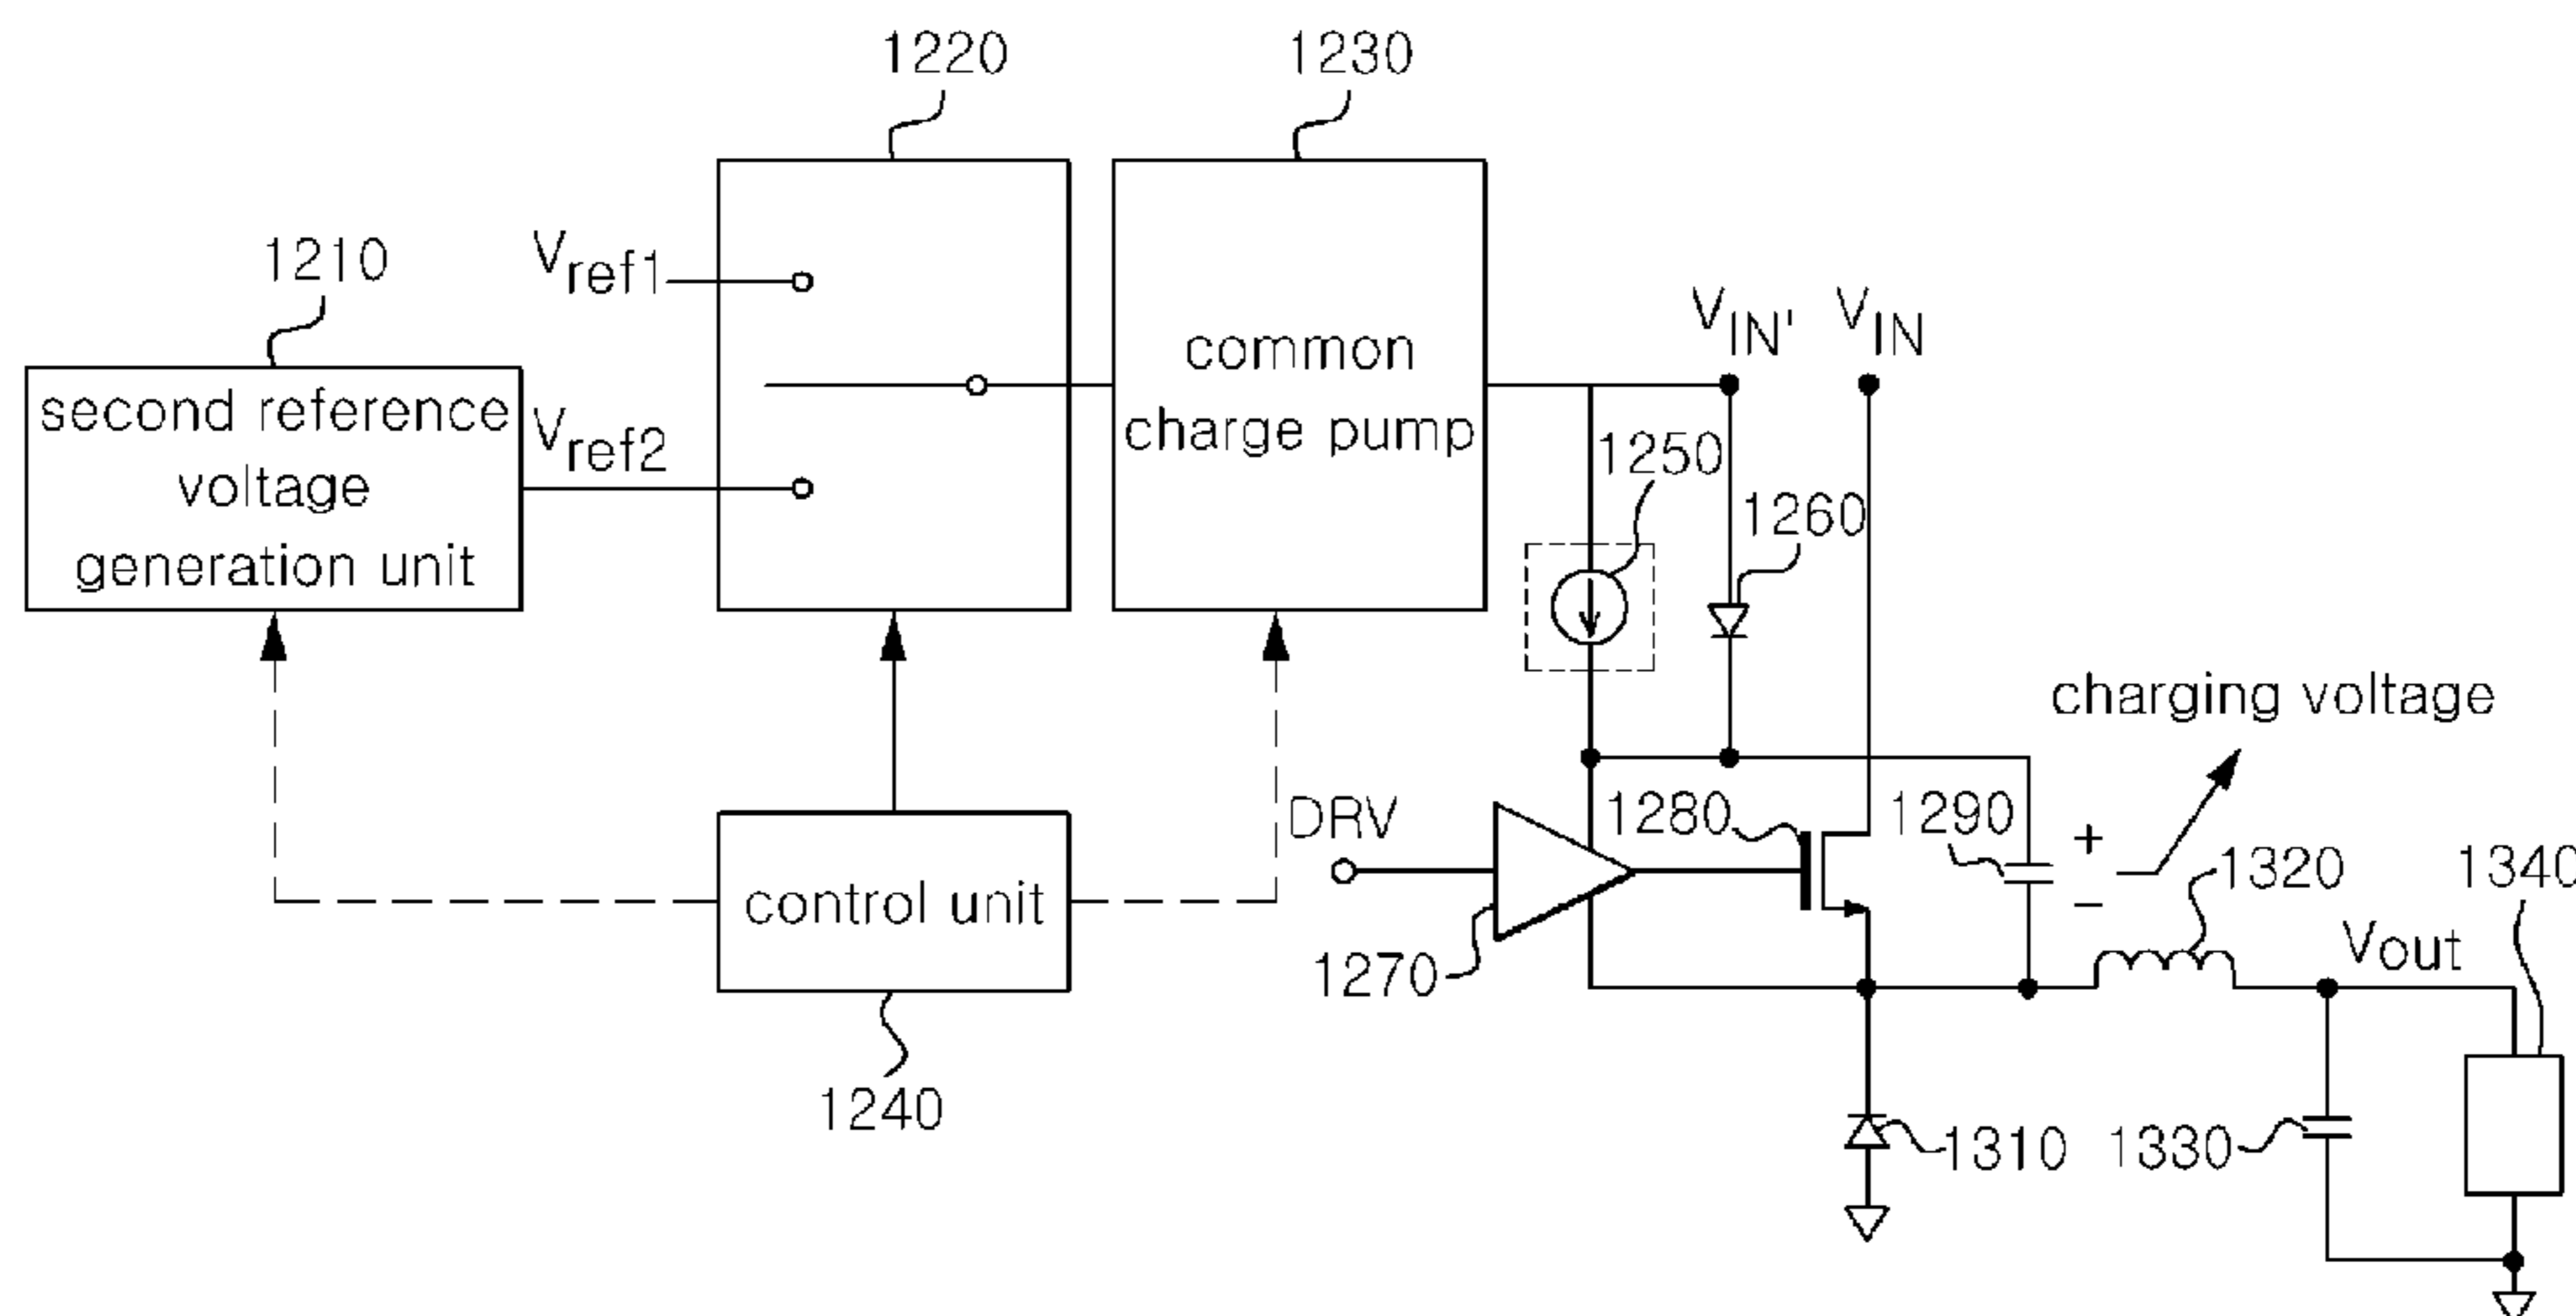 1220
1230
1210
Vref1
VIN'
VIN
second reference
voltage
generation unit
Vref2
common
charge pump
1250
1260
charging voltage
DRV
1280
1290
+
−
1320
1340
control unit
1270
Vout
1240
1310
1330